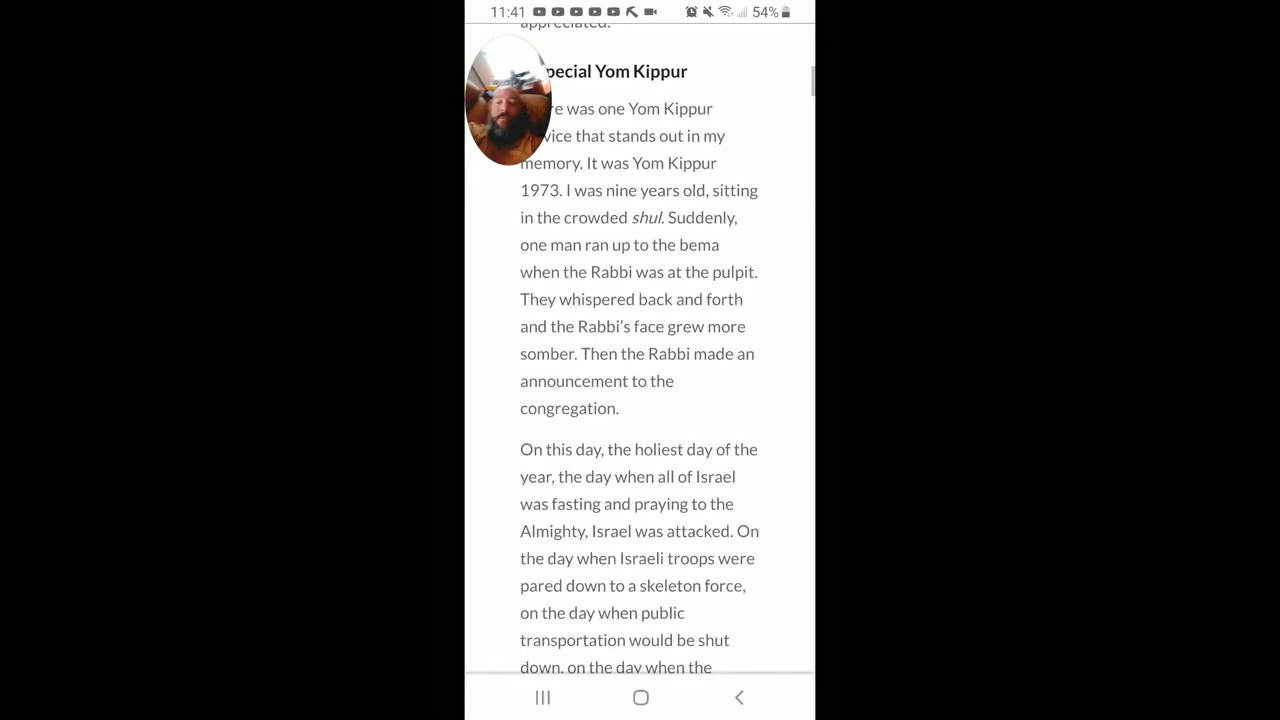 11:41
54%
appreciated.
pecial Yom Kippur
re was one Yom Kippur
vice that stands out in my
memory. It was Yom Kippur
1973. I was nine years old, sitting
in the crowded shul. Suddenly,
one man ran up to the bema
when the Rabbi was at the pulpit.
They whispered back and forth
and the Rabbi’s face grew more
somber. Then the Rabbi made an
announcement to the
congregation.
On this day, the holiest day of the
year, the day when all of Israel
was fasting and praying to the
Almighty, Israel was attacked. On
the day when Israeli troops were
pared down to a skeleton force,
on the day when public
transportation would be shut
down, on the day when the